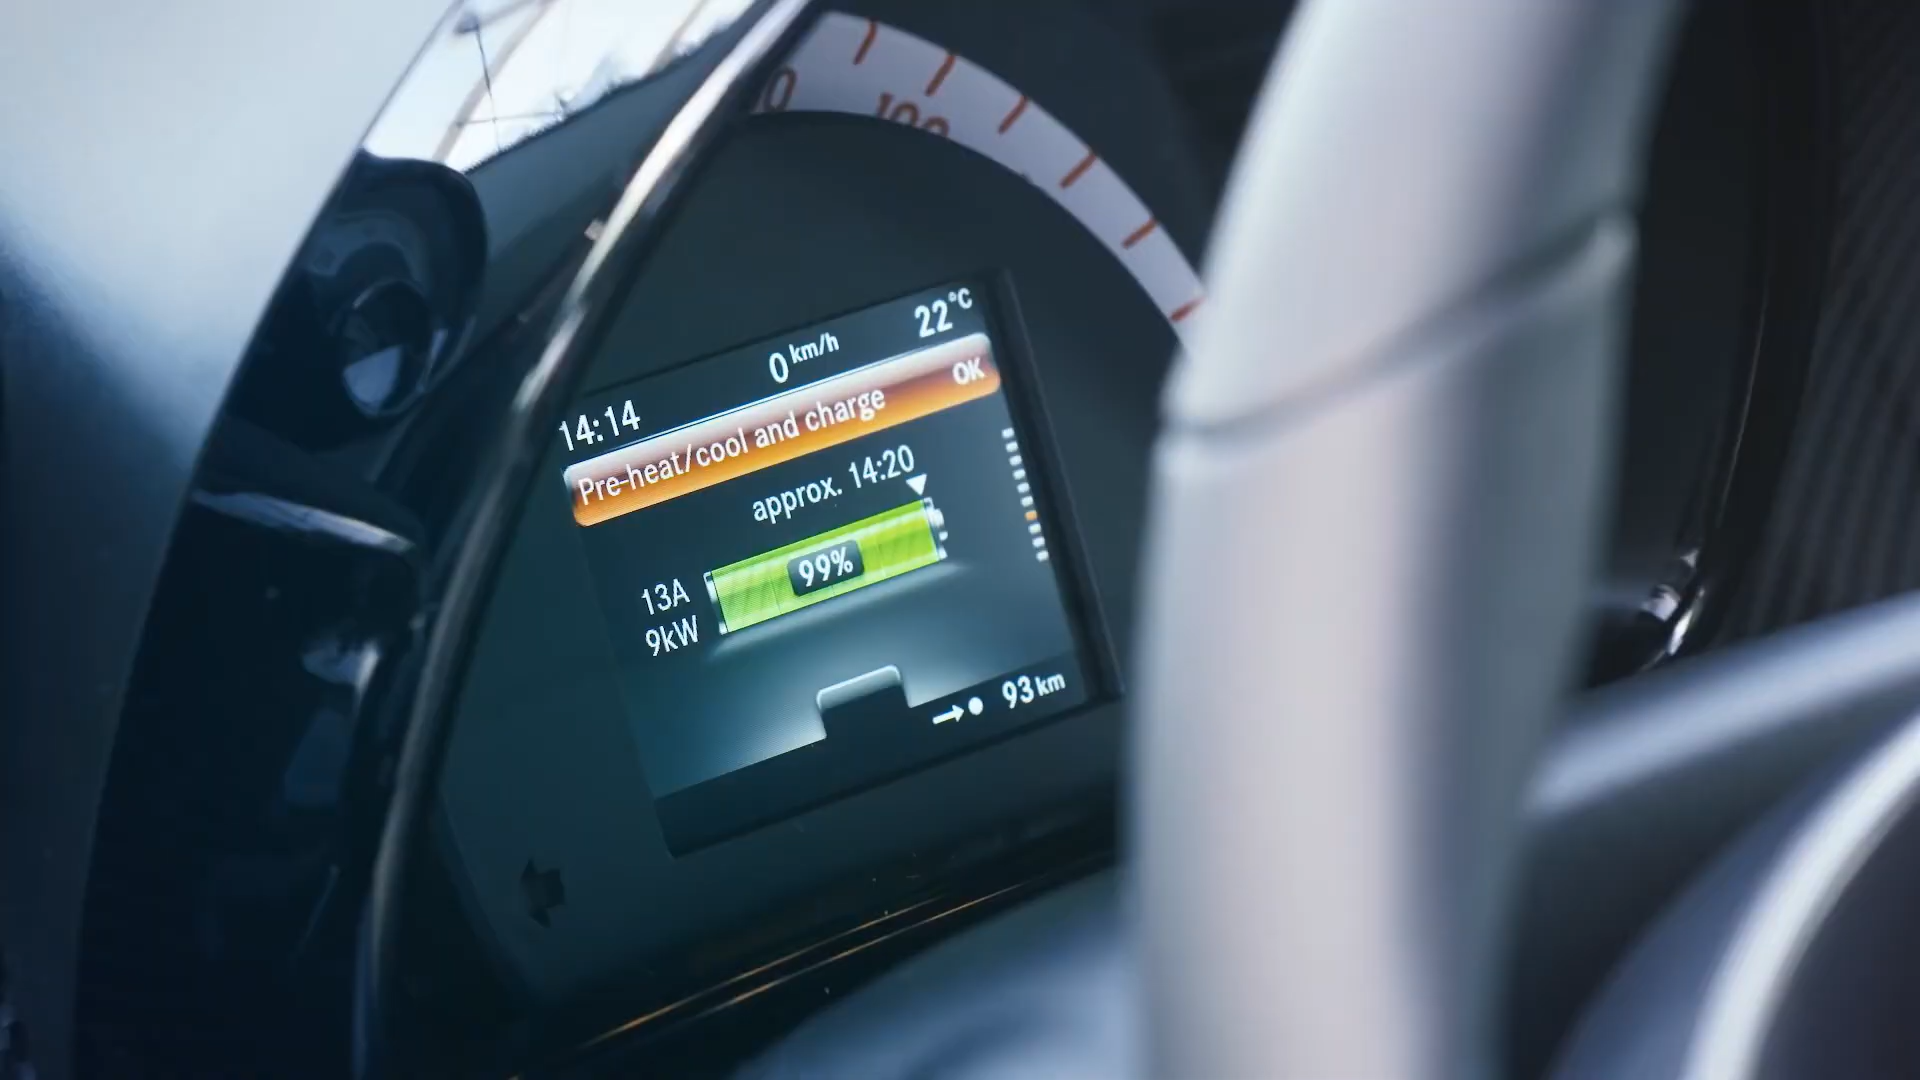 100
14:14
0 km/h
22°C
Pre-heat/cool and charge
OK
approx. 14:20
99%
13A
9kW
93 km